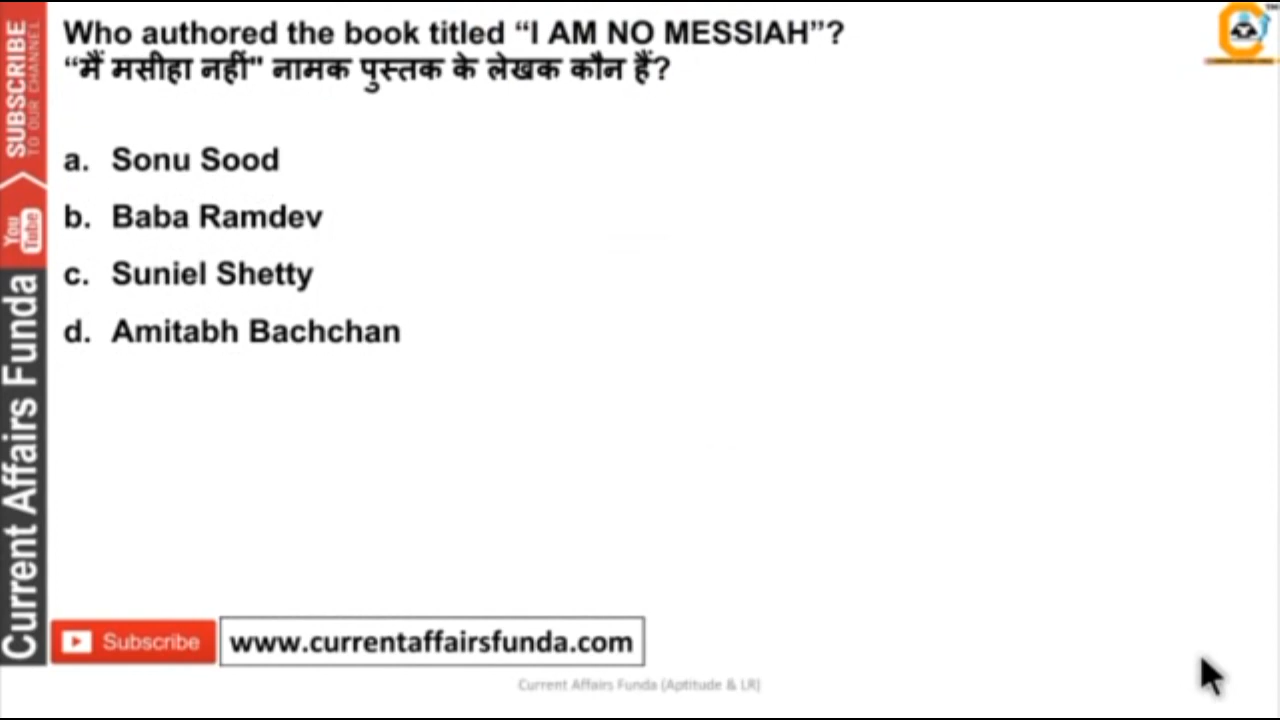 Who authored the book titled “I AM NO MESSIAH”?
“मैं मसीहा नहीं" नामक पुस्तक के लेखक कौन हैं?
a. Sonu Sood
b. Baba Ramdev
c. Suniel Shetty
d. Amitabh Bachchan
SUBSCRIBE
TO OUR CHANNEL
You Tube
Current Affairs Funda
Subscribe
www.currentaffairsfunda.com
Current Affairs Funda (Aptitude & LR)